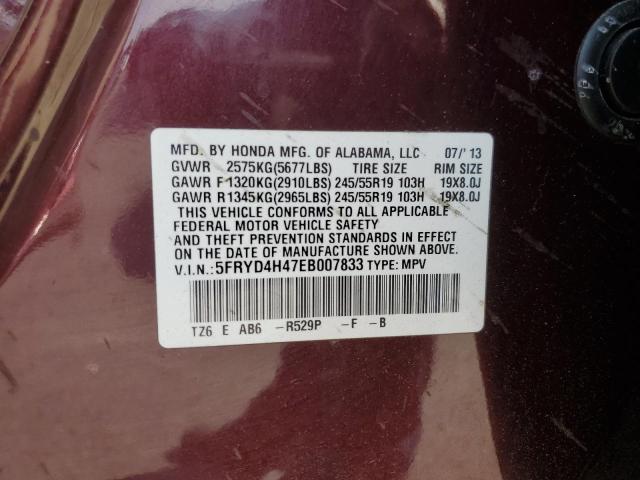 MFD. BY HONDA MFG. OF ALABAMA, LLC 07/'13
GVWR 2575KG(5677LBS) TIRE SIZE RIM SIZE
GAWR F1320KG(2910LBS) 245/55R19 103H 19X8.0J
GAWR R1345KG(2965LBS) 245/55R19 103H 19X8.0J
THIS VEHICLE CONFORMS TO ALL APPLICABLE
FEDERAL MOTOR VEHICLE SAFETY
AND THEFT PREVENTION STANDARDS IN EFFECT
ON THE DATE OF MANUFACTURE SHOWN ABOVE.
V.I.N.:5FRYD4H47EB007833 TYPE: MPV
TZ6 E AB6 -R529P -F -B